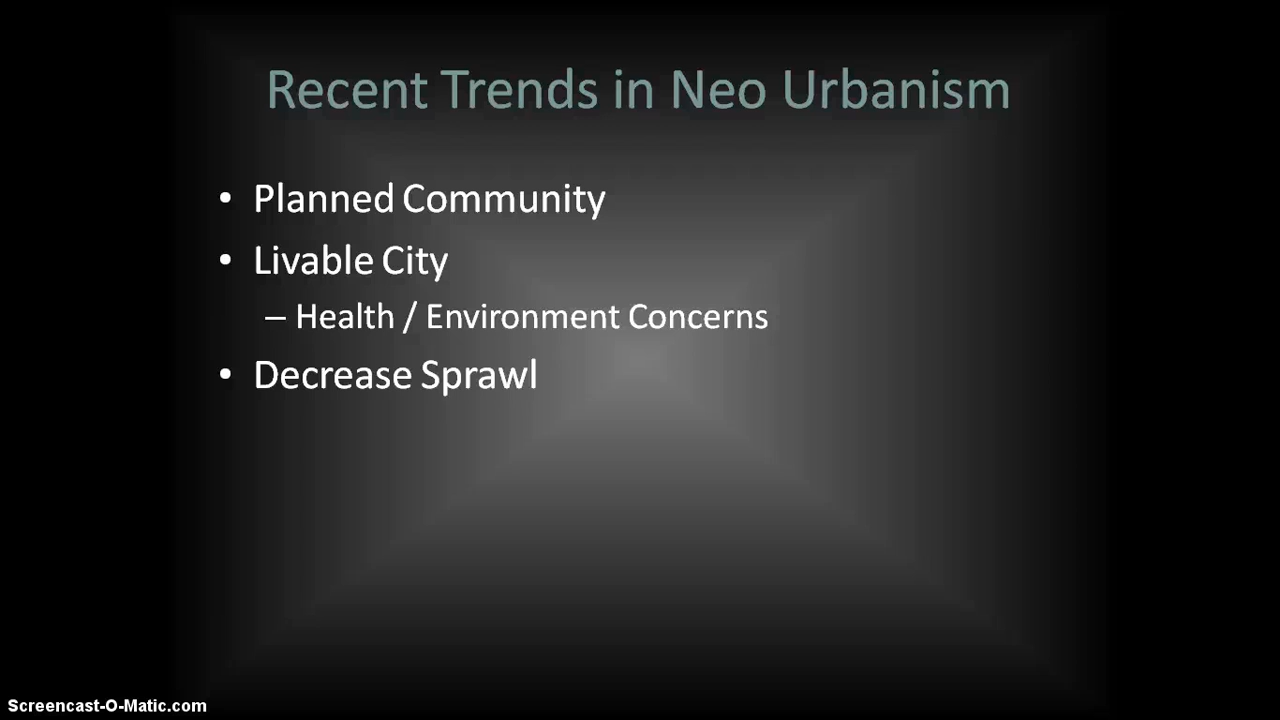 Recent Trends in Neo Urbanism
• Planned Community
• Livable City
– Health / Environment Concerns
• Decrease Sprawl
Screencast-O-Matic.com